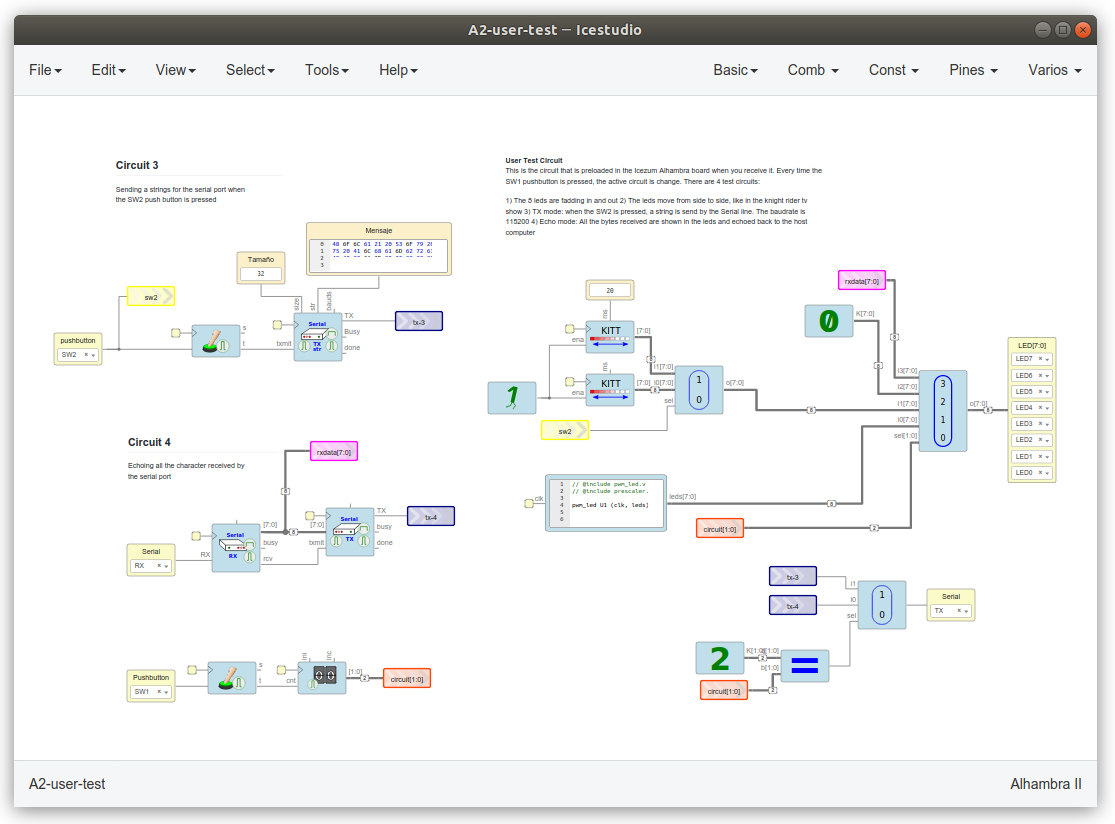 A2-user-test — Icestudio
File Edit View Select Tools Help Basic Comb Const Pines Varios
Circuit 3
Sending a strings for the serial port when
the SW2 push button is pressed
User Test Circuit
This is the circuit that is preloaded in the Icezum Alhambra board when you receive it. Every time the
SW1 pushbutton is pressed, the active circuit is change. There are 4 test circuits:
1) The 8 leds are fadding in and out 2) The leds move from side to side, like in the knight rider tv
show 3) TX mode: when the SW2 is pressed, a string is send by the Serial line. The baudrate is
115200 4) Echo mode: All the bytes received are shown in the leds and echoed back to the host
computer
Mensaje
0 48 6F 6C 61 21 20 53 6F 79 20
1 75 20 41 6C 68 61 6D 62 72 61
2
3
Tamaño
32
sw2
pushbutton
SW2
s
t
size
str
bauds
txmit
Serial
TX
str
TX
Busy
done
tx-3
20
ms
KITT
ena
[7:0]
ms
KITT
ena
[7:0]
1
i1[7:0]
i0[7:0]
sel
1
0
o[7:0]
sw2
rxdata[7:0]
0
K[7:0]
8
8
8
8
8
i3[7:0]
i2[7:0]
i1[7:0]
i0[7:0]
sel[1:0]
3
2
1
0
o[7:0]
8
LED[7:0]
LED7
LED6
LED5
LED4
LED3
LED2
LED1
LED0
Circuit 4
Echoing all the character received by
the serial port
rxdata[7:0]
8
Serial
RX
RX
Serial
RX
[7:0]
busy
rcv
8
[7:0]
txmit
Serial
TX
TX
busy
done
tx-4
clk
1 // @include pwm_led.v
2 // @include prescaler.
3
4 pwm_led U1 (clk, leds)
5
6
leds[7:0]
8
circuit[1:0]
2
tx-3
tx-4
i1
i0
sel
1
0
Serial
TX
2
K[1:0]
2
[1:0]
b[1:0]
=
circuit[1:0]
2
Pushbutton
SW1
s
t
ini
inc
cnt
00
[1:0]
2
circuit[1:0]
A2-user-test
Alhambra II